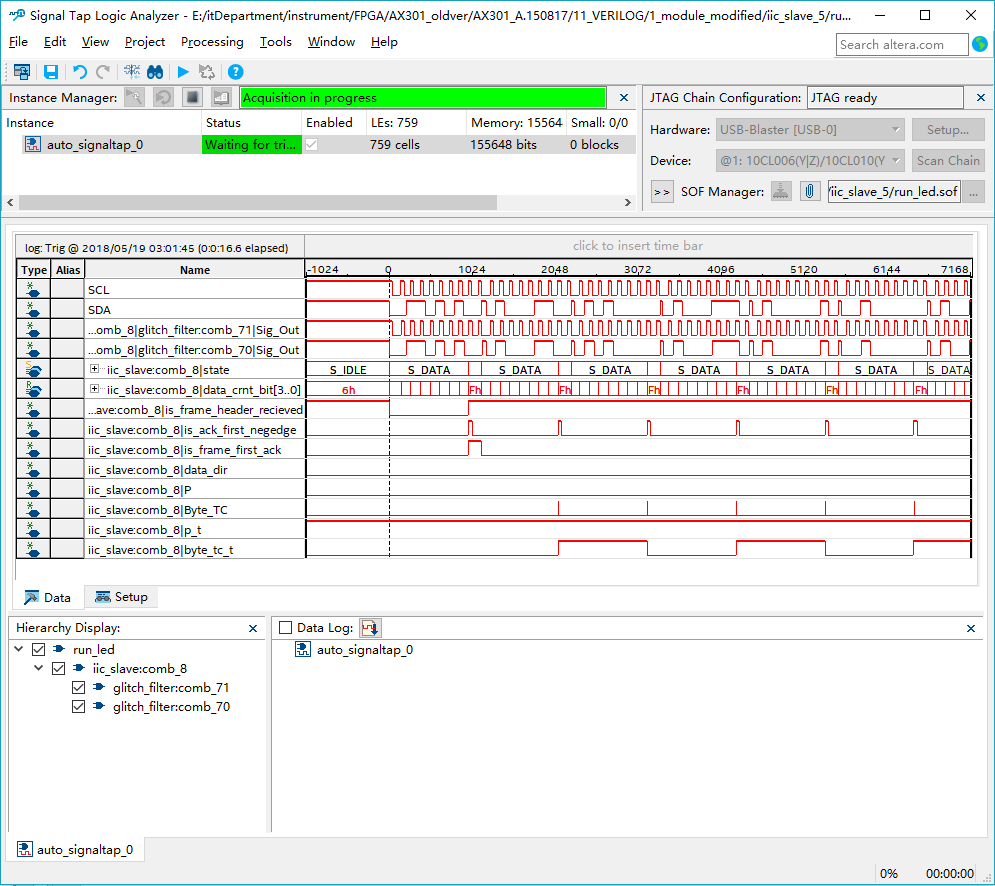 Signal Tap Logic Analyzer - E:/itDepartment/instrument/FPGA/AX301_oldver/AX301_A.150817/11_VERILOG/1_module_modified/iic_slave_5/ru...
File Edit View Project Processing Tools Window Help
Search altera.com
Instance Manager: Acquisition in progress
JTAG Chain Configuration: JTAG ready
Instance Status Enabled LEs: 759 Memory: 15564 Small: 0/0
auto_signaltap_0 Waiting for tri... 759 cells 155648 bits 0 blocks
Hardware: USB-Blaster [USB-0] Setup...
Device: @1: 10CL006(Y|Z)/10CL010(Y Scan Chain
>> SOF Manager: /iic_slave_5/run_led.sof ...
log: Trig @ 2018/05/19 03:01:45 (0:0:16.6 elapsed) click to insert time bar
Type Alias Name -1024 0 1024 2048 3072 4096 5120 6144 7168
SCL
SDA
...omb_8|glitch_filter:comb_71|Sig_Out
...omb_8|glitch_filter:comb_70|Sig_Out
iic_slave:comb_8|state S_IDLE S_DATA S_DATA S_DATA S_DATA S_DATA S_DATA S_DATA
iic_slave:comb_8|data_crnt_bit[3..0] 6h Fh Fh Fh Fh Fh Fh
...ave:comb_8|is_frame_header_recieved
iic_slave:comb_8|is_ack_first_negedge
iic_slave:comb_8|is_frame_first_ack
iic_slave:comb_8|data_dir
iic_slave:comb_8|P
iic_slave:comb_8|Byte_TC
iic_slave:comb_8|p_t
iic_slave:comb_8|byte_tc_t
Data Setup
Hierarchy Display:
run_led
iic_slave:comb_8
glitch_filter:comb_71
glitch_filter:comb_70
Data Log:
auto_signaltap_0
auto_signaltap_0
0% 00:00:00